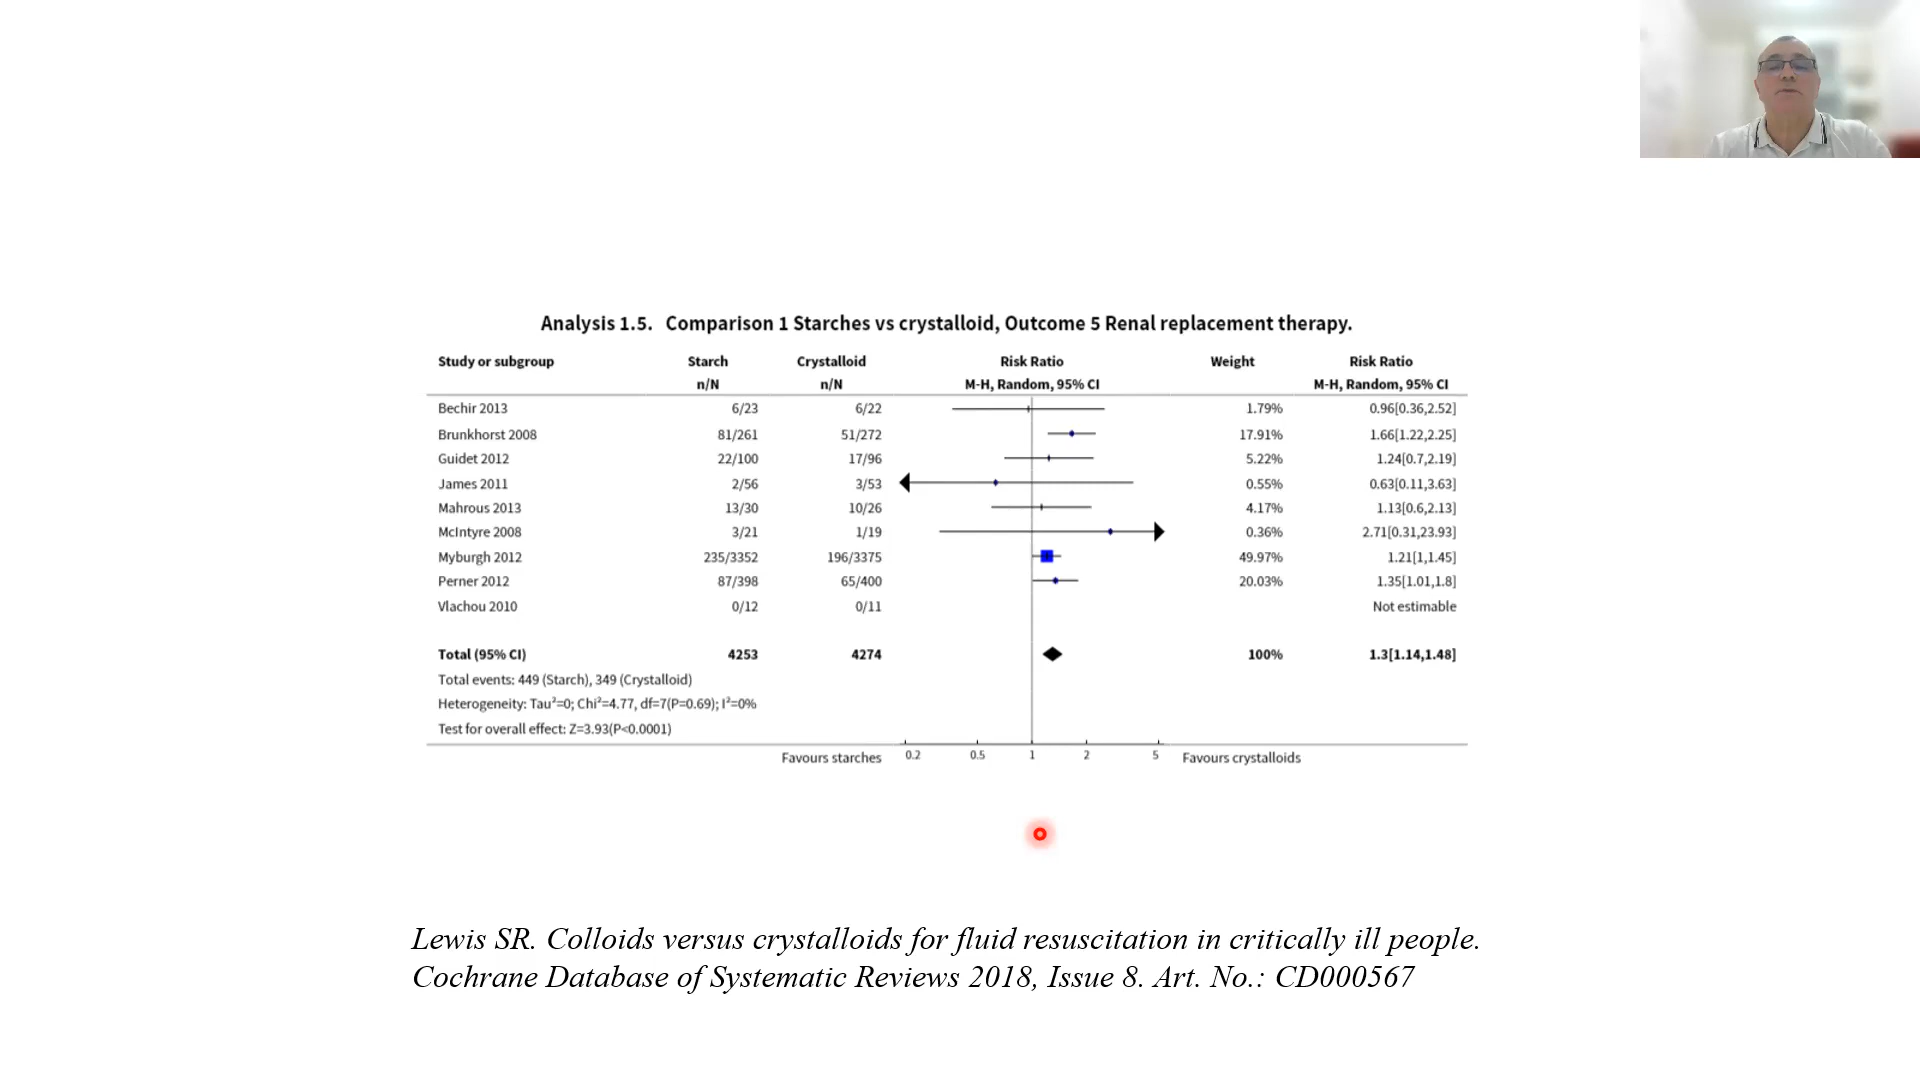 Analysis 1.5. Comparison 1 Starches vs crystalloid, Outcome 5 Renal replacement therapy.
Study or subgroup Starch Crystalloid Risk Ratio Weight Risk Ratio
n/N n/N M-H, Random, 95% CI M-H, Random, 95% CI
Bechir 2013 6/23 6/22 1.79% 0.96[0.36,2.52]
Brunkhorst 2008 81/261 51/272 17.91% 1.66[1.22,2.25]
Guidet 2012 22/100 17/96 5.22% 1.24[0.7,2.19]
James 2011 2/56 3/53 0.55% 0.63[0.11,3.63]
Mahrous 2013 13/30 10/26 4.17% 1.13[0.6,2.13]
McIntyre 2008 3/21 1/19 0.36% 2.71[0.31,23.93]
Myburgh 2012 235/3352 196/3375 49.97% 1.21[1,1.45]
Perner 2012 87/398 65/400 20.03% 1.35[1.01,1.8]
Vlachou 2010 0/12 0/11 Not estimable
Total (95% CI) 4253 4274 100% 1.3[1.14,1.48]
Total events: 449 (Starch), 349 (Crystalloid)
Heterogeneity: Tau²=0; Chi²=4.77, df=7(P=0.69); I²=0%
Test for overall effect: Z=3.93(P<0.0001)
Favours starches 0.2 0.5 1 2 5 Favours crystalloids
Lewis SR. Colloids versus crystalloids for fluid resuscitation in critically ill people.
Cochrane Database of Systematic Reviews 2018, Issue 8. Art. No.: CD000567